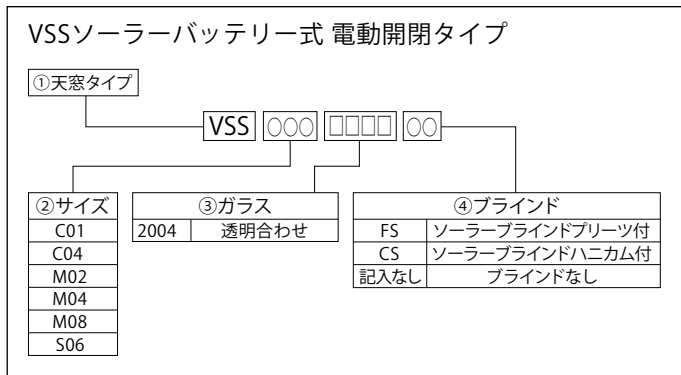 VSSソーラーバッテリー式 電動開閉タイプ
①天窓タイプ
VSS ○○○ □□□□ ○○
②サイズ
C01
C04
M02
M04
M08
S06
③ガラス
2004 透明合わせ
④ブラインド
FS ソーラーブラインドプリーツ付
CS ソーラーブラインドハニカム付
記入なし ブラインドなし